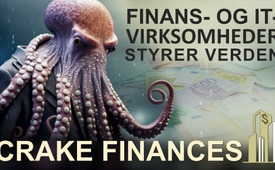 FINANS- OG IT-
VIRKSOMHEDER
STYRER VERDEN
CRAKE FINANCES
$